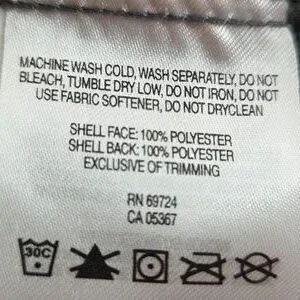 MACHINE WASH COLD, WASH SEPARATELY, DO NOT
BLEACH, TUMBLE DRY LOW, DO NOT IRON, DO NOT
USE FABRIC SOFTENER, DO NOT DRYCLEAN
SHELL FACE: 100% POLYESTER
SHELL BACK: 100% POLYESTER
EXCLUSIVE OF TRIMMING
RN 69724
CA 05367
30C